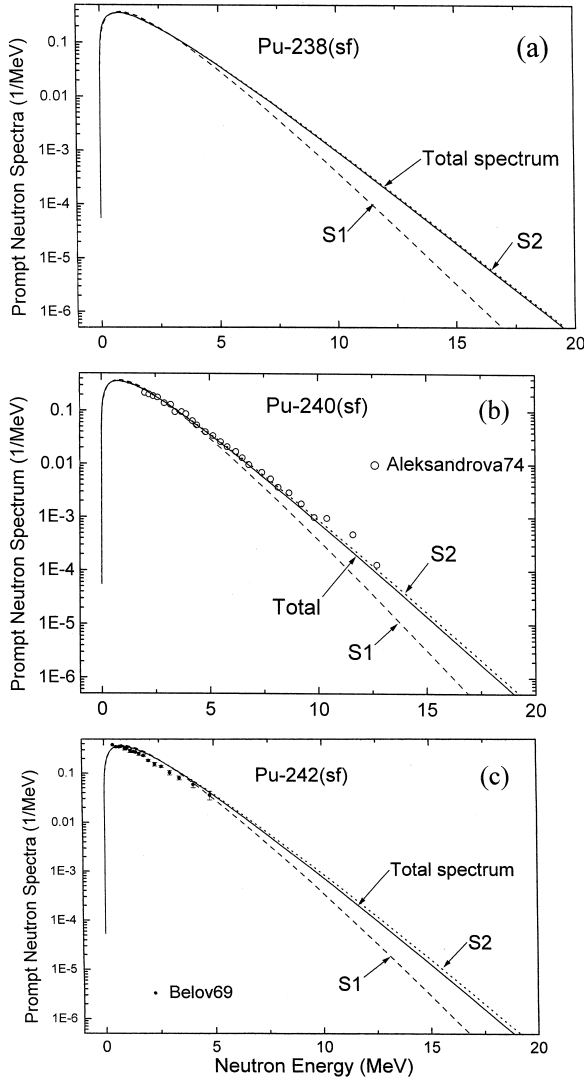 Prompt Neutron Spectra (1/MeV)
0.1
0.01
1E-3
1E-4
1E-5
1E-6
Pu-238(sf)
(a)
Total spectrum
S1
S2
0
5
10
15
20
Prompt Neutron Spectrum (1/MeV)
0.1
0.01
1E-3
1E-4
1E-5
1E-6
Pu-240(sf)
(b)
Aleksandrova74
S2
Total
S1
0
5
10
15
20
Prompt Neutron Spectra (1/MeV)
0.1
0.01
1E-3
1E-4
1E-5
1E-6
Pu-242(sf)
(c)
Total spectrum
S2
S1
Belov69
0
5
10
15
20
Neutron Energy (MeV)